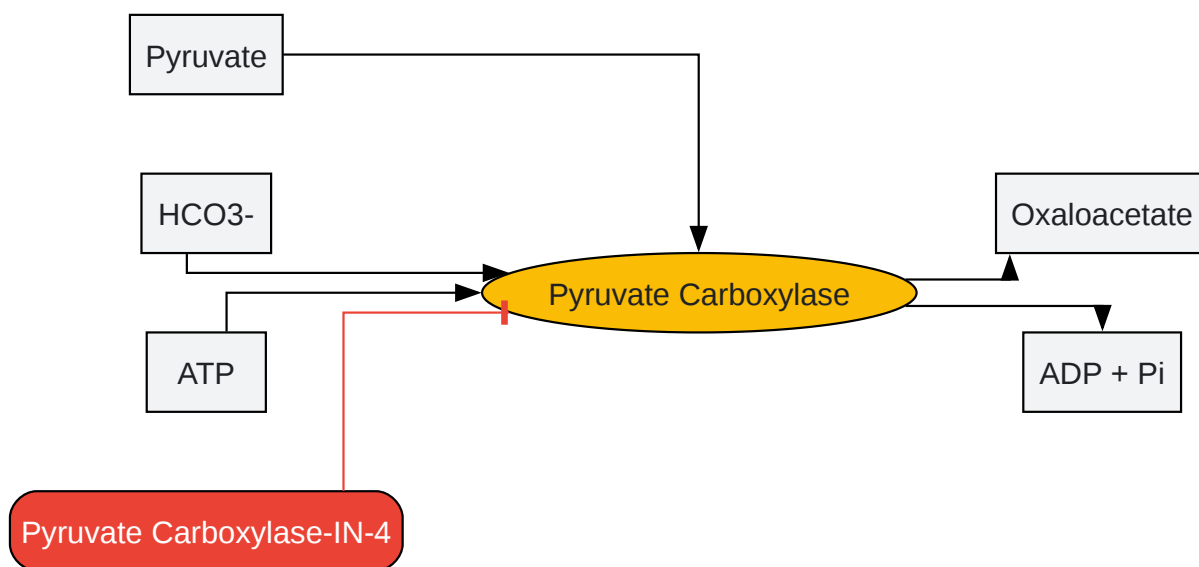 Pyruvate
HCO3-
Oxaloacetate
Pyruvate Carboxylase
ATP
ADP + Pi
Pyruvate Carboxylase-IN-4